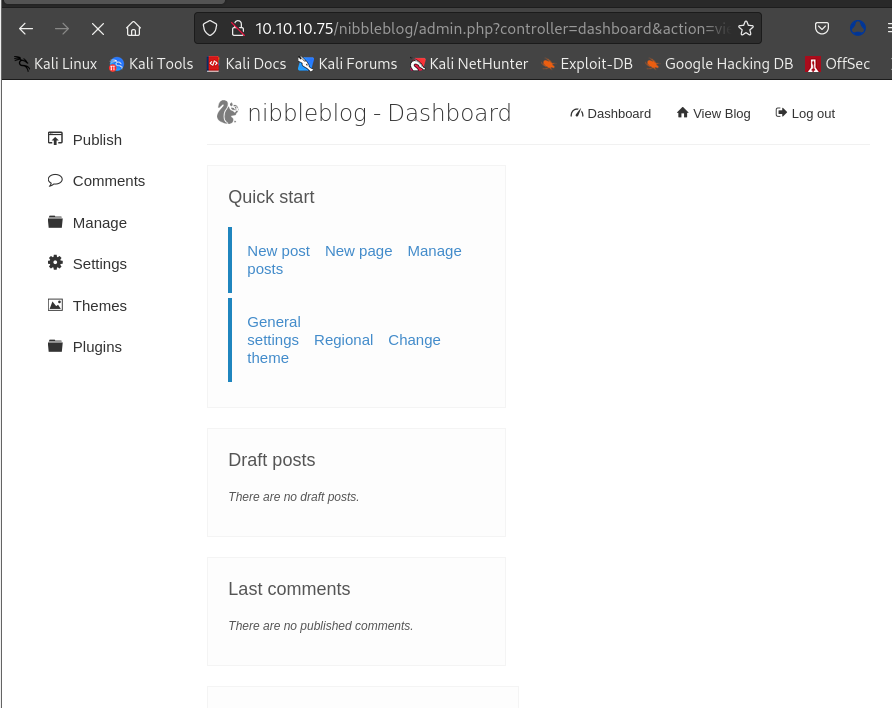 10.10.10.75/nibbleblog/admin.php?controller=dashboard&action=vi
Kali Linux Kali Tools Kali Docs Kali Forums Kali NetHunter Exploit-DB Google Hacking DB OffSec
nibbleblog - Dashboard
Dashboard View Blog Log out
Publish
Comments
Manage
Settings
Themes
Plugins
Quick start
New post New page Manage
posts
General
settings Regional Change
theme
Draft posts
There are no draft posts.
Last comments
There are no published comments.